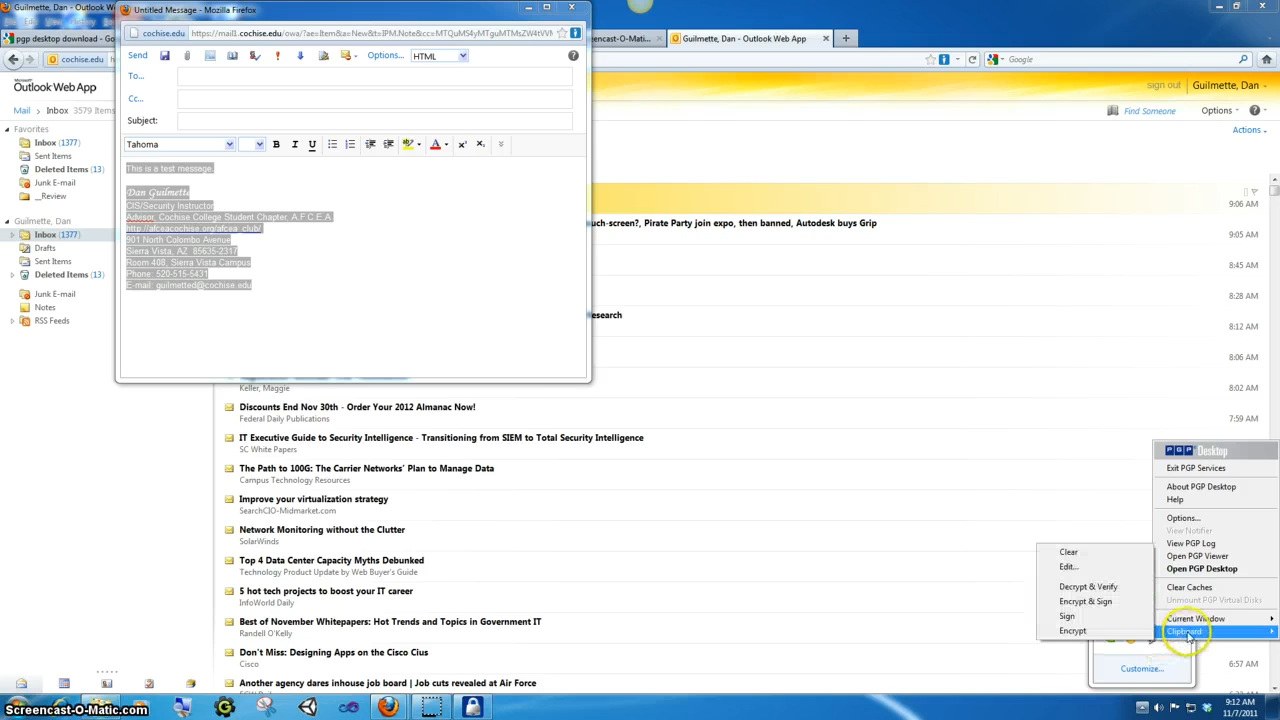 Untitled Message - Mozilla Firefox
pgp desktop download - Go
Guilmette, Dan - Outlook Web App
cochise.edu
https://mail1.cochise.edu/owa/?ae=Item&a=New&t=IPM.Note&cc=MTQuMS4yMTguMTMsZW4tVVM
Google
Send
Options...
HTML
To...
Cc...
Subject:
Tahoma
This is a test message.
Dan Guilmette
CIS/Security Instructor
Advisor, Cochise College Student Chapter, A.F.C.E.A.
http://afceacochise.org/afcea_club/
901 North Colombo Avenue
Sierra Vista, AZ 85635-2317
Room 408, Sierra Vista Campus
Phone: 520-515-5431
E-mail: guilmetted@cochise.edu
cochise.edu
Microsoft
Outlook Web App
sign out
Guilmette, Dan
Mail
Inbox
3579 Items
Find Someone
Options
Actions
Favorites
Inbox (1377)
Sent Items
Deleted Items (13)
Junk E-mail
__Review
Guilmette, Dan
Inbox (1377)
Drafts
Sent Items
Deleted Items (13)
Junk E-mail
Notes
RSS Feeds
9:06 AM
uch-screen?, Pirate Party join expo, then banned, Autodesk buys Grip
9:05 AM
8:45 AM
8:28 AM
esearch
8:12 AM
8:06 AM
Keller, Maggie
8:02 AM
Discounts End Nov 30th - Order Your 2012 Almanac Now!
Federal Daily Publications
7:59 AM
IT Executive Guide to Security Intelligence - Transitioning from SIEM to Total Security Intelligence
SC White Papers
The Path to 100G: The Carrier Networks' Plan to Manage Data
Campus Technology Resources
Improve your virtualization strategy
SearchCIO-Midmarket.com
Network Monitoring without the Clutter
SolarWinds
Top 4 Data Center Capacity Myths Debunked
Technology Product Update by Web Buyer's Guide
5 hot tech projects to boost your IT career
InfoWorld Daily
Best of November Whitepapers: Hot Trends and Topics in Government IT
Randell O'Kelly
Don't Miss: Designing Apps on the Cisco Cius
Cisco
6:57 AM
Another agency dares inhouse job board | Job cuts revealed at Air Force
PGP Desktop
Exit PGP Services
About PGP Desktop
Help
Options...
View Notifier
View PGP Log
Open PGP Viewer
Open PGP Desktop
Clear Caches
Unmount PGP Virtual Disks
Current Window
Clipboard
Clear
Edit...
Decrypt & Verify
Encrypt & Sign
Sign
Encrypt
Customize...
Screencast-O-Matic.com
9:12 AM
11/7/2011